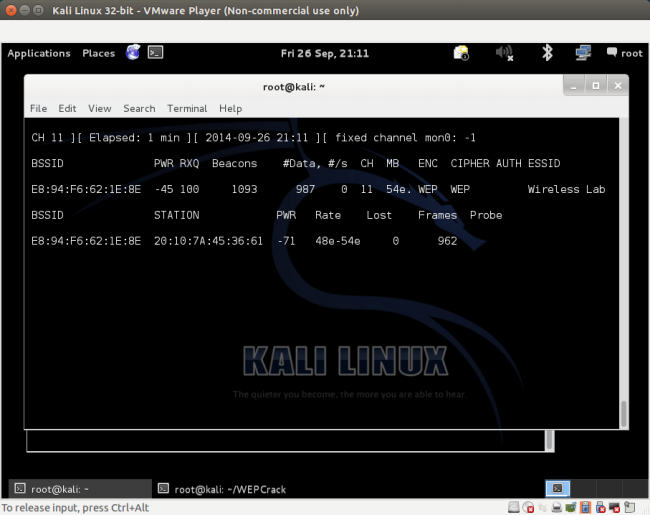 Kali Linux 32-bit - VMware Player (Non-commercial use only)
Applications Places Fri 26 Sep, 21:11 root
root@kali: ~
File Edit View Search Terminal Help
CH 11 ][ Elapsed: 1 min ][ 2014-09-26 21:11 ][ fixed channel mon0: -1
BSSID PWR RXQ Beacons #Data, #/s CH MB ENC CIPHER AUTH ESSID
E8:94:F6:62:1E:8E -45 100 1093 987 0 11 54e. WEP WEP Wireless Lab
BSSID STATION PWR Rate Lost Frames Probe
E8:94:F6:62:1E:8E 20:10:7A:45:36:61 -71 48e-54e 0 962
KALI LINUX
The quieter you become, the more you are able to hear.
root@kali: ~ root@kali: ~/WEPCrack
To release input, press Ctrl+Alt